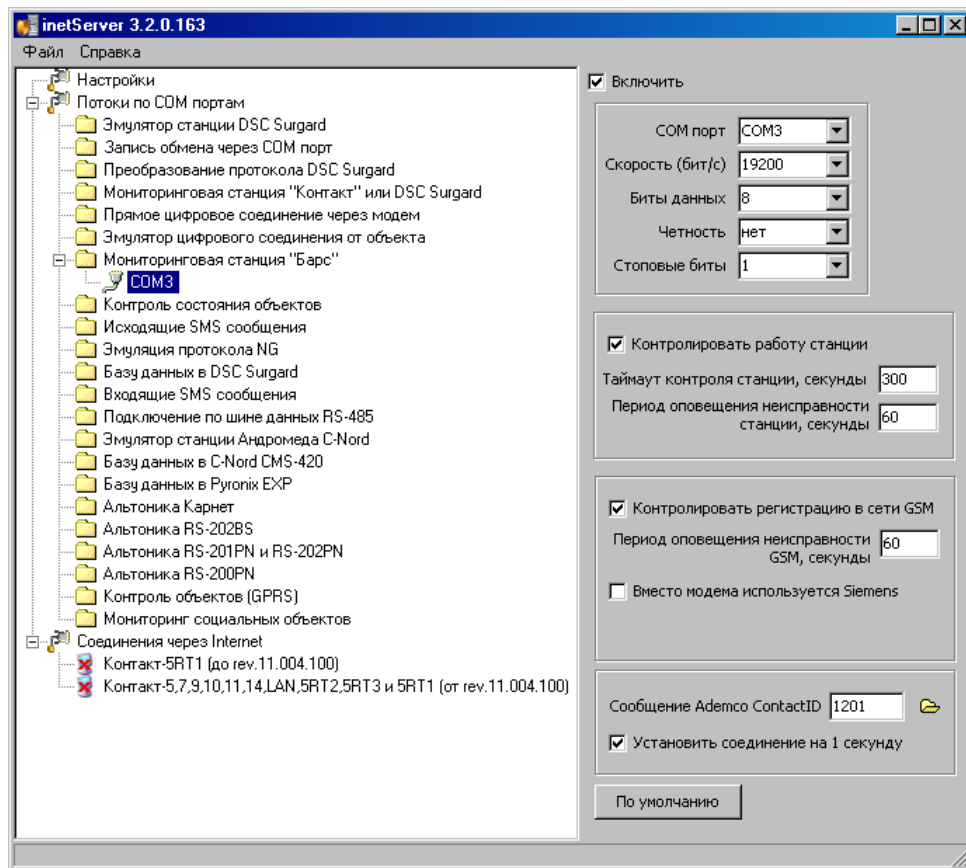 inetServer 3.2.0.163
Файл Справка
Настройки
Потоки по COM портам
Эмулятор станции DSC Surgard
Запись обмена через COM порт
Преобразование протокола DSC Surgard
Мониторинговая станция "Контакт" или DSC Surgard
Прямое цифровое соединение через модем
Эмулятор цифрового соединения от объекта
Мониторинговая станция "Барс"
COM3
Контроль состояния объектов
Исходящие SMS сообщения
Эмуляция протокола NG
Базу данных в DSC Surgard
Входящие SMS сообщения
Подключение по шине данных RS-485
Эмулятор станции Андромеда C-Nord
Базу данных в C-Nord CMS-420
Базу данных в Pyronix EXP
Альтоника Карнет
Альтоника RS-202BS
Альтоника RS-201PN и RS-202PN
Альтоника RS-200PN
Контроль объектов (GPRS)
Мониторинг социальных объектов
Соединения через Internet
Контакт-5RT1 (до rev.11.004.100)
Контакт-5,7,9,10,11,14,LAN,5RT2,5RT3 и 5RT1 (от rev.11.004.100)
Включить
COM порт COM3
Скорость (бит/с) 19200
Биты данных 8
Четность нет
Стоповые биты 1
Контролировать работу станции
Таймаут контроля станции, секунды 300
Период оповещения неисправности
станции, секунды 60
Контролировать регистрацию в сети GSM
Период оповещения неисправности
GSM, секунды 60
Вместо модема используется Siemens
Сообщение Ademco ContactID 1201
Установить соединение на 1 секунду
По умолчанию